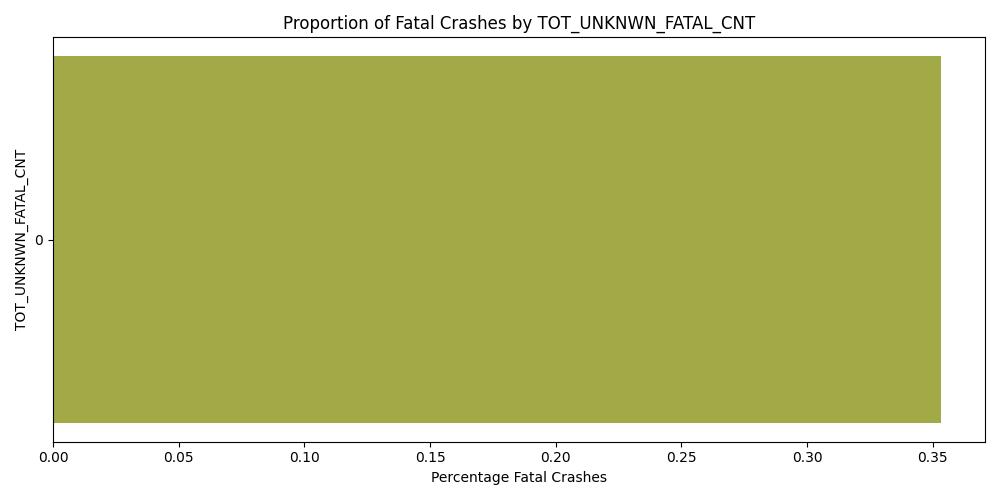 Proportion of Fatal Crashes by TOT_UNKNWN_FATAL_CNT
TOT_UNKNWN_FATAL_CNT
0
0.00 0.05 0.10 0.15 0.20 0.25 0.30 0.35
Percentage Fatal Crashes